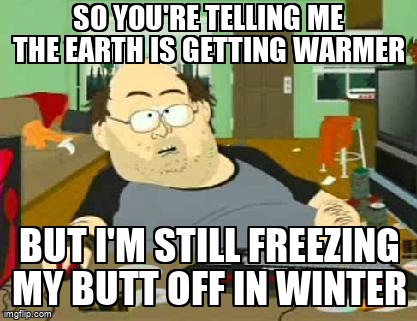 SO YOU'RE TELLING ME
THE EARTH IS GETTING WARMER
BUT I'M STILL FREEZING
MY BUTT OFF IN WINTER
imgflip.com